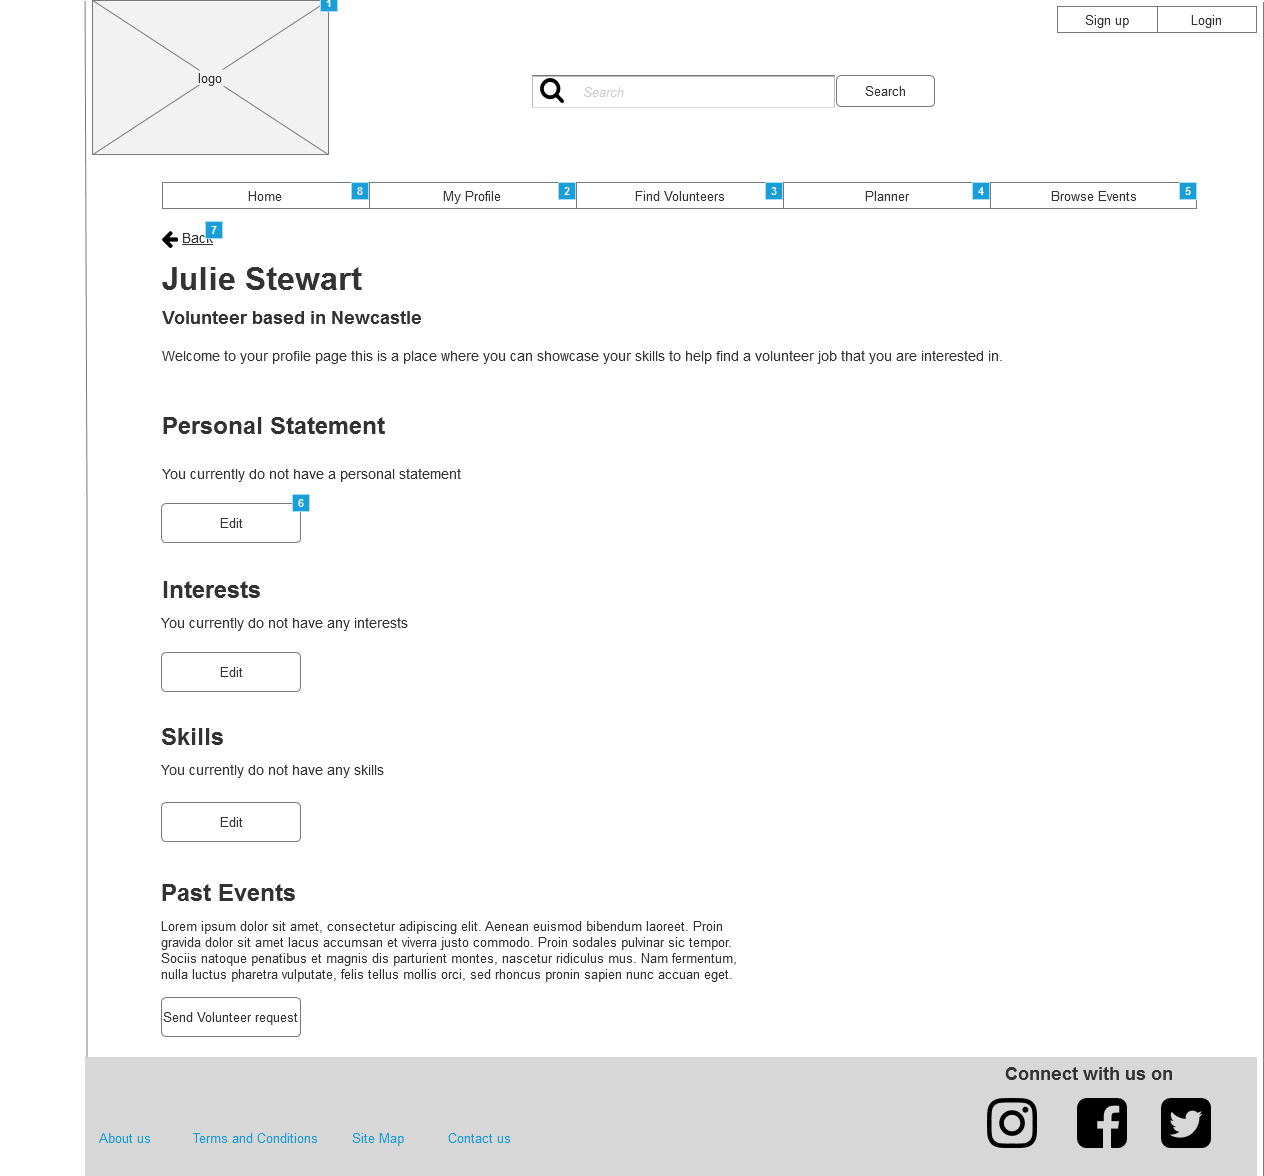 1
Sign up Login
logo
Search Search
Home 8 My Profile 2 Find Volunteers 3 Planner 4 Browse Events 5
Back 7
Julie Stewart
Volunteer based in Newcastle
Welcome to your profile page this is a place where you can showcase your skills to help find a volunteer job that you are interested in.
Personal Statement
You currently do not have a personal statement
6
Edit
Interests
You currently do not have any interests
Edit
Skills
You currently do not have any skills
Edit
Past Events
Lorem ipsum dolor sit amet, consectetur adipiscing elit. Aenean euismod bibendum laoreet. Proin
gravida dolor sit amet lacus accumsan et viverra justo commodo. Proin sodales pulvinar sic tempor.
Sociis natoque penatibus et magnis dis parturient montes, nascetur ridiculus mus. Nam fermentum,
nulla luctus pharetra vulputate, felis tellus mollis orci, sed rhoncus pronin sapien nunc accuan eget.
Send Volunteer request
Connect with us on
About us Terms and Conditions Site Map Contact us